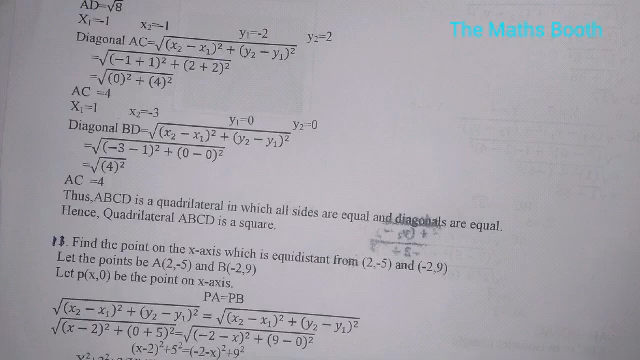 AD=√8
The Maths Booth
X₁=-1 x₂=-1 y₁=-2 y₂=2
Diagonal AC=√(x₂ − x₁)² + (y₂ − y₁)²
=√(−1 + 1)² + (2 + 2)²
=√(0)² + (4)²
AC =4
X₁=1 x₂=-3 y₁=0 y₂=0
Diagonal BD=√(x₂ − x₁)² + (y₂ − y₁)²
=√(−3 − 1)² + (0 − 0)²
=√(4)²
AC =4
Thus,ABCD is a quadrilateral in which all sides are equal and diagonals are equal.
Hence, Quadrilateral ABCD is a square.
13. Find the point on the x-axis which is equidistant from (2,-5) and (-2,9)
Let the points be A(2,-5) and B(-2,9)
Let p(x,0) be the point on x-axis.
PA=PB
√(x₂ − x₁)² + (y₂ − y₁)² = √(x₂ − x₁)² + (y₂ − y₁)²
√(x − 2)² + (0 + 5)²=√(−2 − x)² + (9 − 0)²
(x-2)²+5²=(-2-x)²+9²